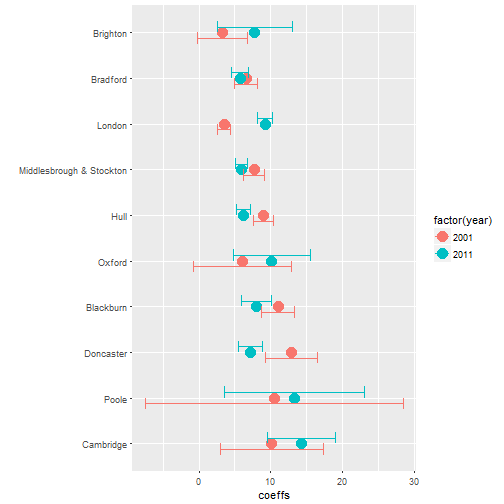 Brighton
Bradford
London
Middlesbrough & Stockton
Hull
Oxford
Blackburn
Doncaster
Poole
Cambridge
0 10 20 30
coeffs
factor(year)
2001
2011